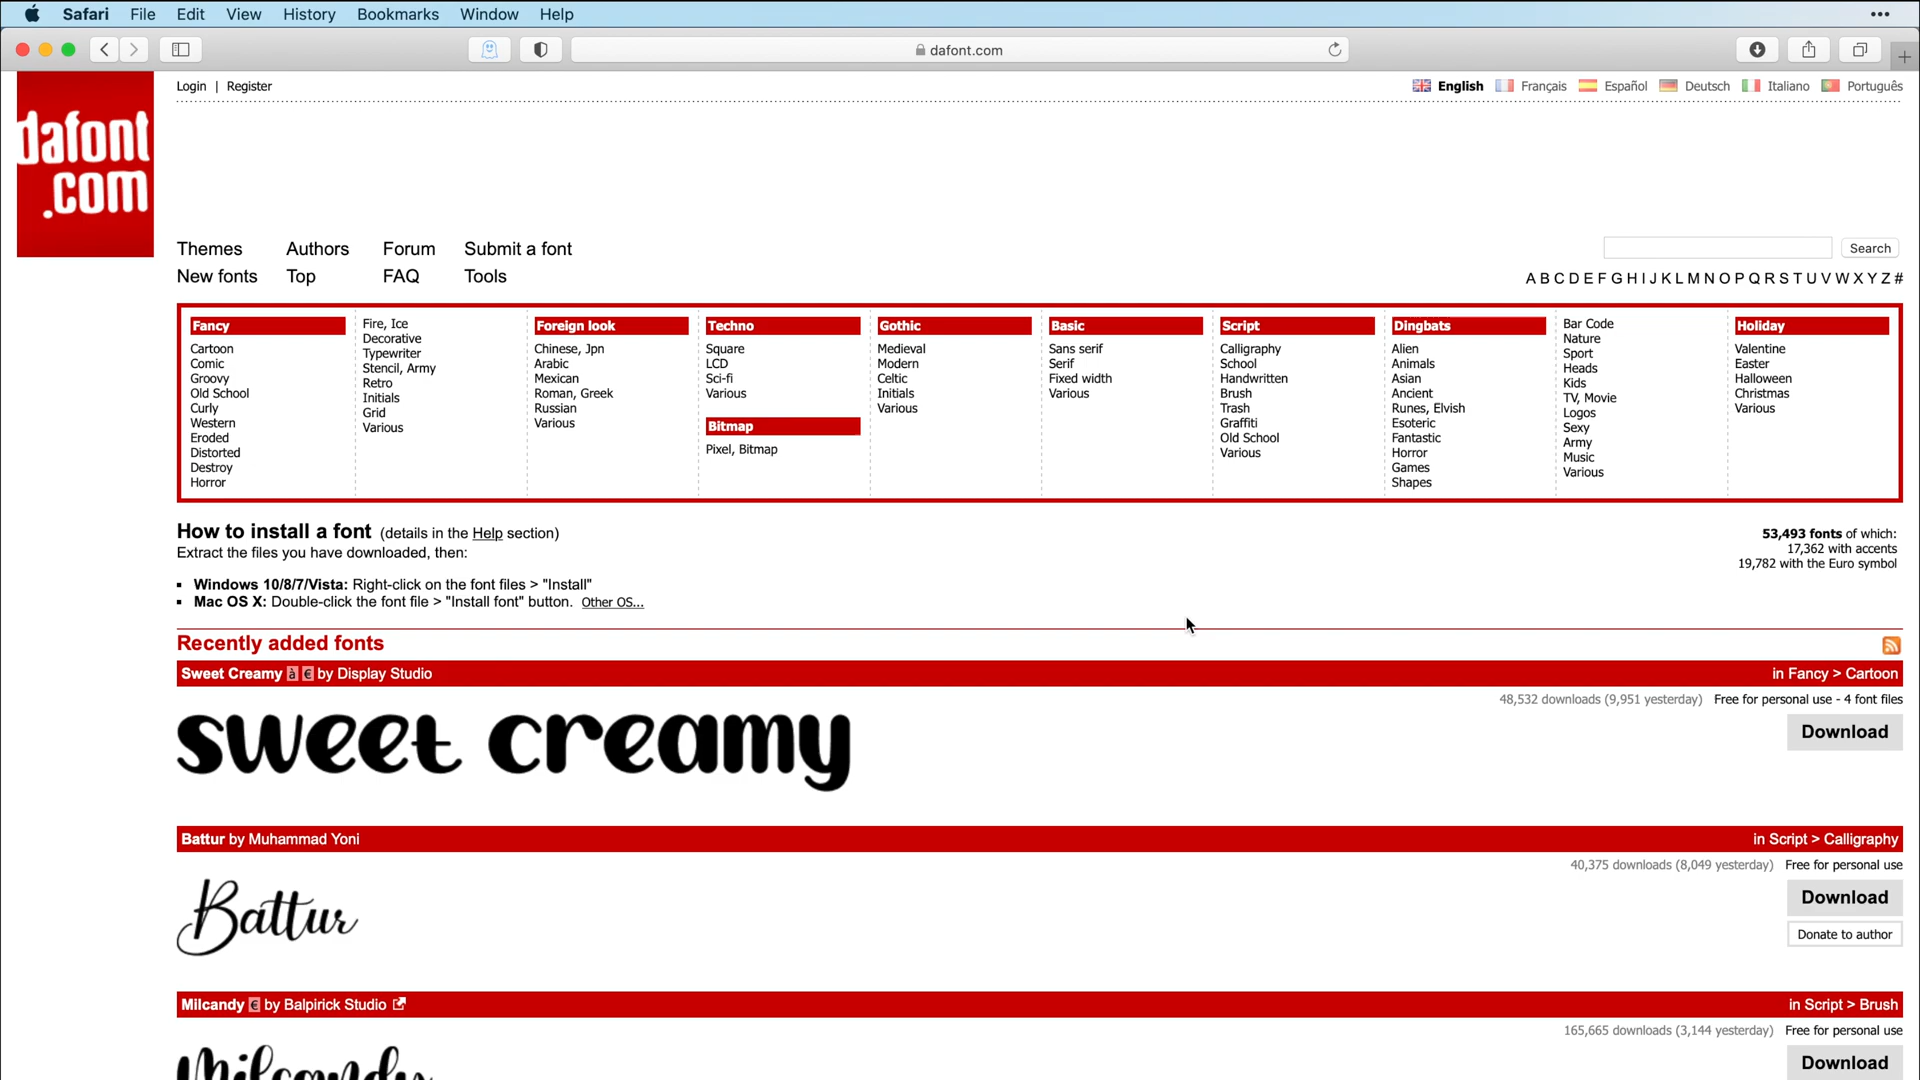 Safari File Edit View History Bookmarks Window Help
dafont.com
dafont
.com
Login | Register
English Français Español Deutsch Italiano Português
Themes Authors Forum Submit a font
New fonts Top FAQ Tools
Search
A B C D E F G H I J K L M N O P Q R S T U V W X Y Z #
Fancy
Cartoon
Comic
Groovy
Old School
Curly
Western
Eroded
Distorted
Destroy
Horror
Fire, Ice
Decorative
Typewriter
Stencil, Army
Retro
Initials
Grid
Various
Foreign look
Chinese, Jpn
Arabic
Mexican
Roman, Greek
Russian
Various
Techno
Square
LCD
Sci-fi
Various
Bitmap
Pixel, Bitmap
Gothic
Medieval
Modern
Celtic
Initials
Various
Basic
Sans serif
Serif
Fixed width
Various
Script
Calligraphy
School
Handwritten
Brush
Trash
Graffiti
Old School
Various
Dingbats
Alien
Animals
Asian
Ancient
Runes, Elvish
Esoteric
Fantastic
Horror
Games
Shapes
Bar Code
Nature
Sport
Heads
Kids
TV, Movie
Logos
Sexy
Army
Music
Various
Holiday
Valentine
Easter
Halloween
Christmas
Various
How to install a font (details in the Help section)
Extract the files you have downloaded, then:
Windows 10/8/7/Vista: Right-click on the font files > "Install"
Mac OS X: Double-click the font file > "Install font" button. Other OS...
53,493 fonts of which:
17,362 with accents
19,782 with the Euro symbol
Recently added fonts
Sweet Creamy à € by Display Studio
in Fancy > Cartoon
48,532 downloads (9,951 yesterday) Free for personal use - 4 font files
sweet creamy
Download
Battur by Muhammad Yoni
in Script > Calligraphy
40,375 downloads (8,049 yesterday) Free for personal use
Battur
Download
Donate to author
Milcandy € by Balpirick Studio
in Script > Brush
165,665 downloads (3,144 yesterday) Free for personal use
Milcandy
Download